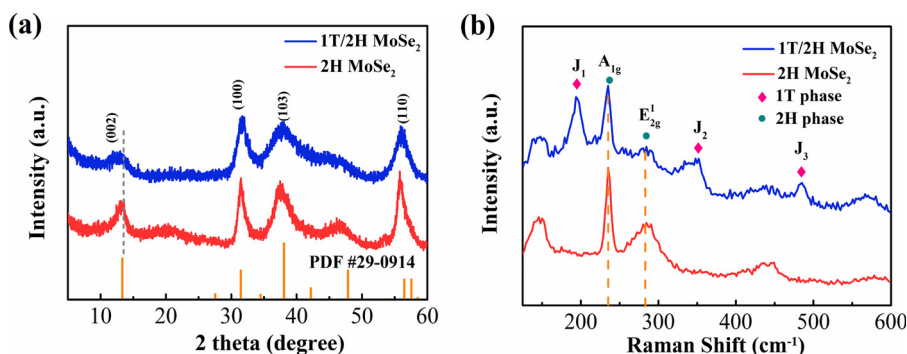 (a)
1T/2H MoSe₂
2H MoSe₂
(002)
(100)
(103)
(110)
PDF #29-0914
Intensity (a.u.)
10 20 30 40 50 60
2 theta (degree)
(b)
1T/2H MoSe₂
2H MoSe₂
1T phase
2H phase
J₁
A₁g
E¹₂g
J₂
J₃
Intensity (a.u.)
200 300 400 500 600
Raman Shift (cm⁻¹)